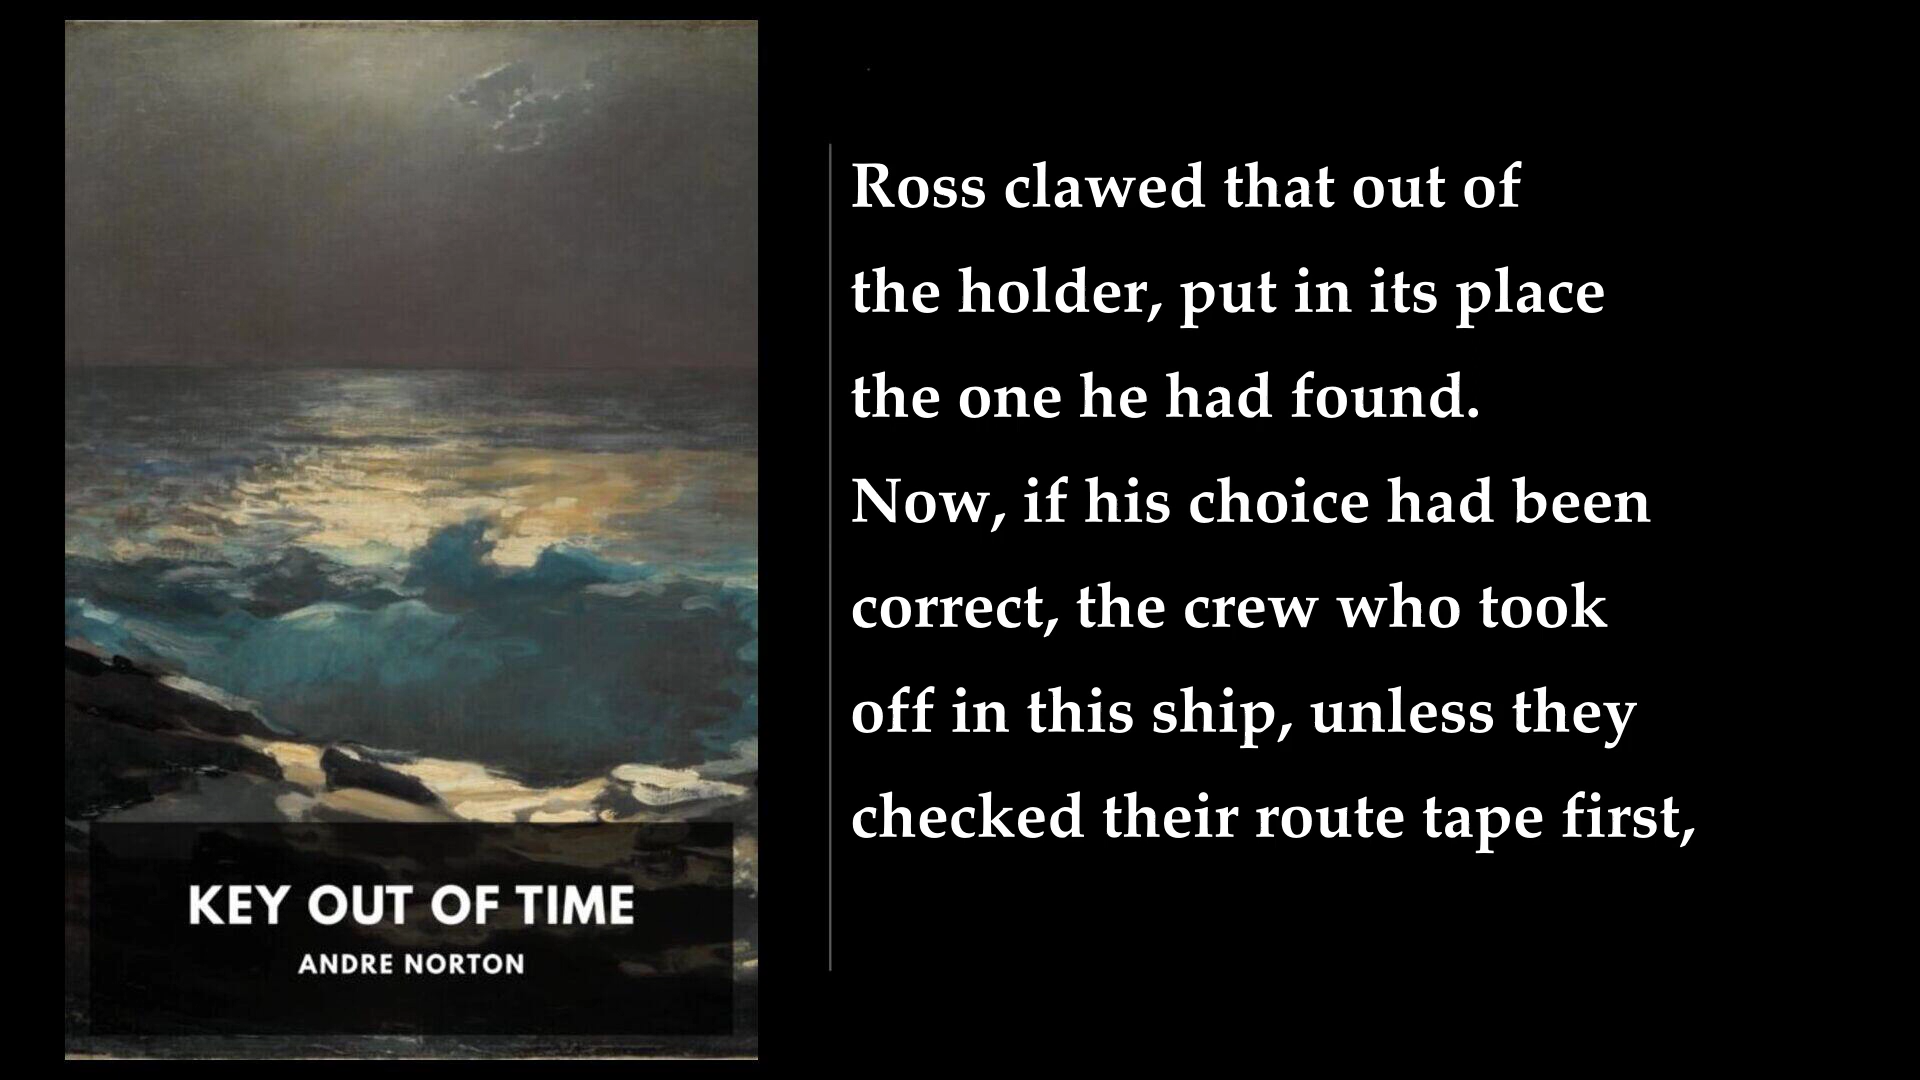 KEY OUT OF TIME
ANDRE NORTON
Ross clawed that out of
the holder, put in its place
the one he had found.
Now, if his choice had been
correct, the crew who took
off in this ship, unless they
checked their route tape first,